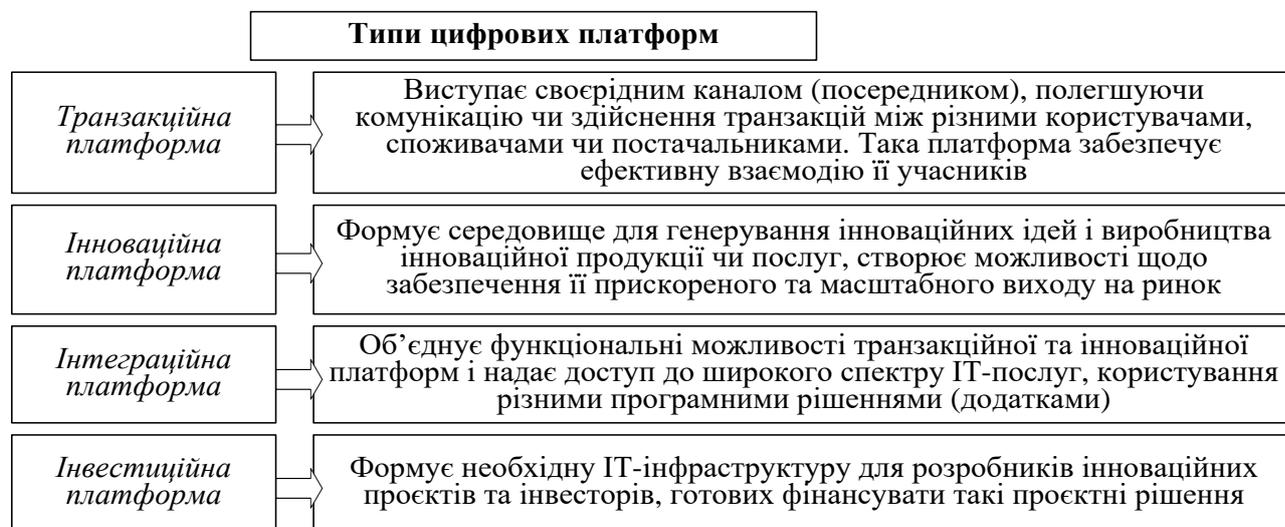 Типи цифрових платформ
Транзакційна
платформа
Виступає своєрідним каналом (посередником), полегшуючи
комунікацію чи здійснення транзакцій між різними користувачами,
споживачами чи постачальниками. Така платформа забезпечує
ефективну взаємодію її учасників
Інноваційна
платформа
Формує середовище для генерування інноваційних ідей і виробництва
інноваційної продукції чи послуг, створює можливості щодо
забезпечення її прискореного та масштабного виходу на ринок
Інтеграційна
платформа
Об’єднує функціональні можливості транзакційної та інноваційної
платформ і надає доступ до широкого спектру ІТ-послуг, користування
різними програмними рішеннями (додатками)
Інвестиційна
платформа
Формує необхідну ІТ-інфраструктуру для розробників інноваційних
проєктів та інвесторів, готових фінансувати такі проєктні рішення